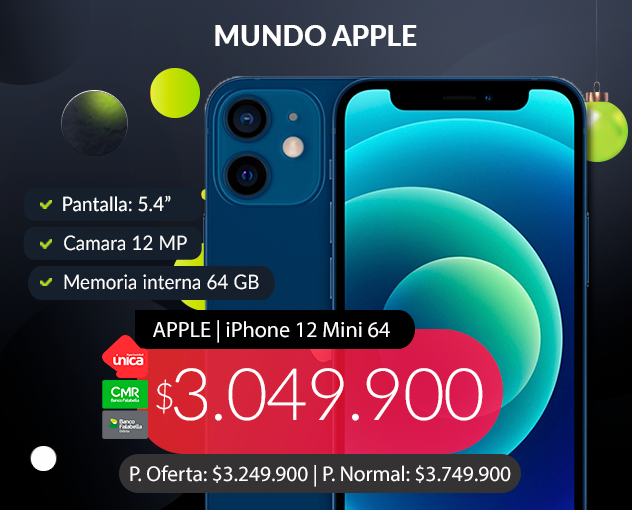 MUNDO APPLE
Pantalla: 5.4”
Camara 12 MP
Memoria interna 64 GB
APPLE | iPhone 12 Mini 64
única
CMR
Banco Falabella
Banco
Falabella
$3.049.900
P. Oferta: $3.249.900 | P. Normal: $3.749.900